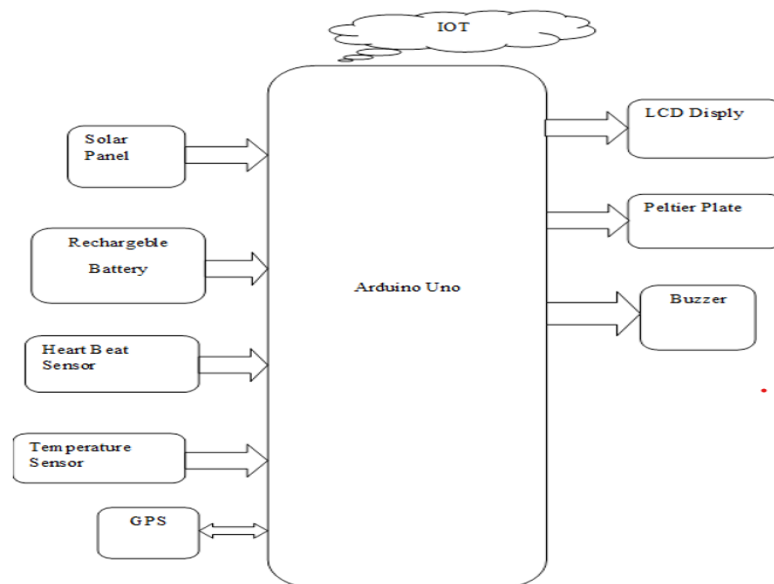 IOT
Solar
Panel
Rechargeble
Battery
Heart Beat
Sensor
Temperature
Sensor
GPS
Arduino Uno
LCD Disply
Peltier Plate
Buzzer